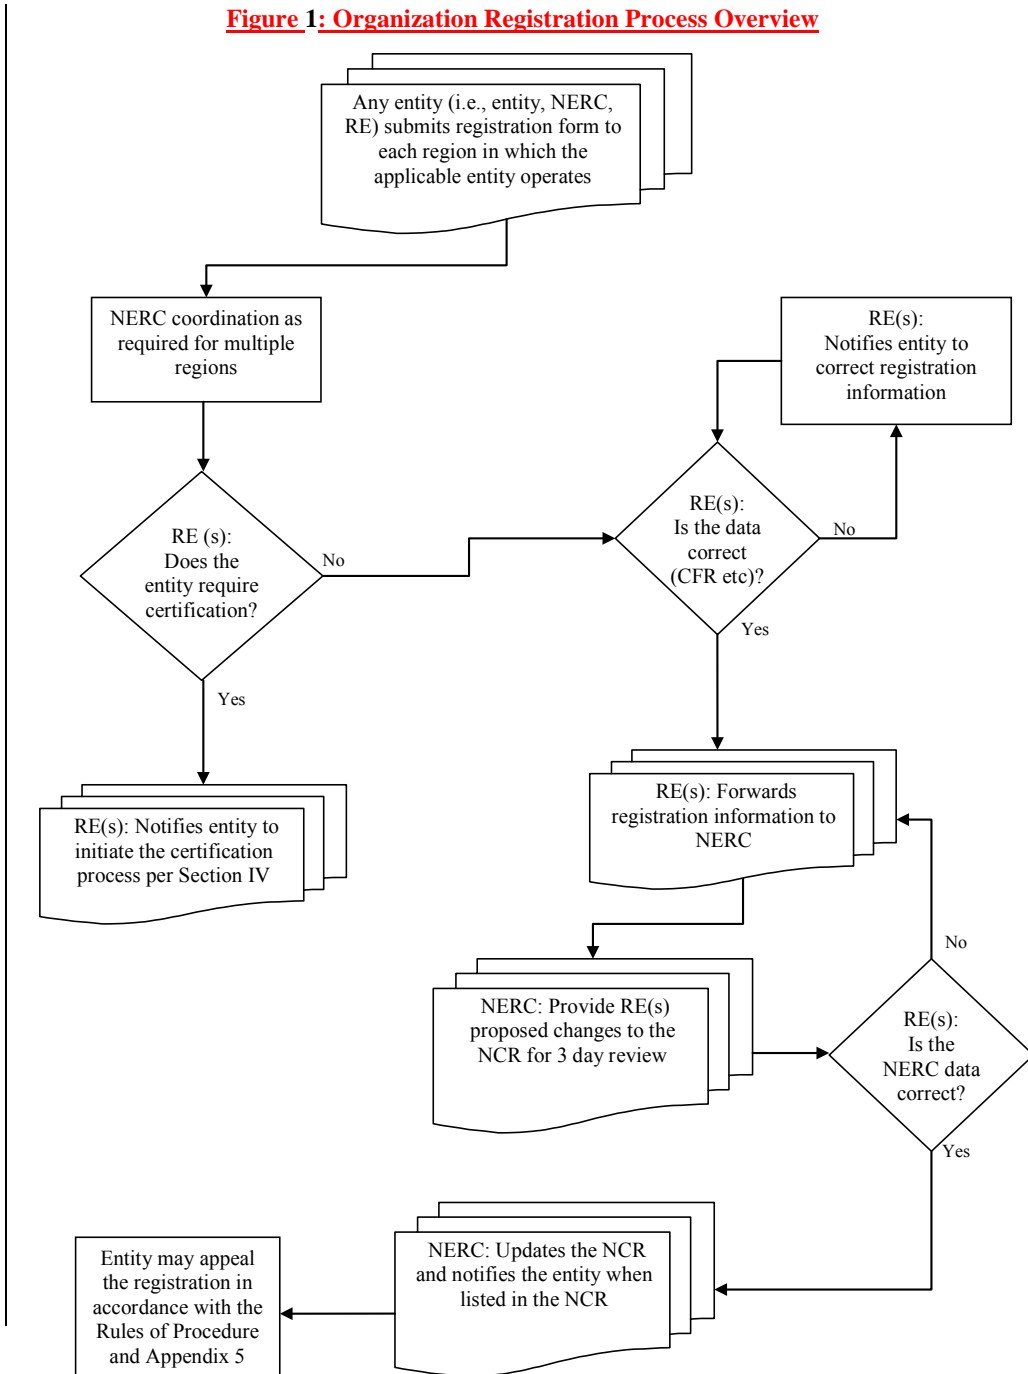 Figure 1: Organization Registration Process Overview
Any entity (i.e., entity, NERC,
RE) submits registration form to
each region in which the
applicable entity operates
NERC coordination as
required for multiple
regions
RE(s):
Notifies entity to
correct registration
information
RE (s):
Does the
entity require
certification?
No
Yes
RE(s):
Is the data
correct
(CFR etc)?
No
Yes
RE(s): Notifies entity to
initiate the certification
process per Section IV
RE(s): Forwards
registration information to
NERC
NERC: Provide RE(s)
proposed changes to the
NCR for 3 day review
RE(s):
Is the
NERC data
correct?
No
Yes
NERC: Updates the NCR
and notifies the entity when
listed in the NCR
Entity may appeal
the registration in
accordance with the
Rules of Procedure
and Appendix 5